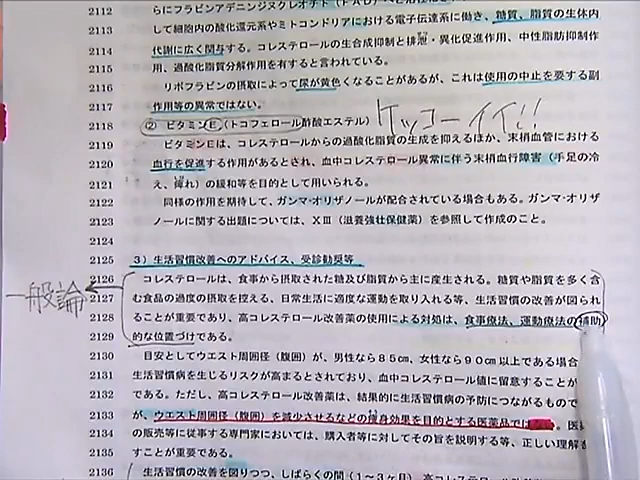 2112 らにフラビンアデニンジヌクレオチド（FAD）
2113 して細胞内の酸化還元系やミトコンドリアにおける電子伝達系に働き、糖質、脂質の生体内
2114 代謝に広く関与する。コレステロールの生合成抑制と排泄・異化促進作用、中性脂肪抑制作
2115 用、過酸化脂質分解作用を有すると言われている。
2116 リボフラビンの摂取によって尿が黄色くなることがあるが、これは使用の中止を要する副
2117 作用等の異常ではない。
2118 ② ビタミンE（トコフェロール酢酸エステル）
ケッコーイイ!!
2119 ビタミンEは、コレステロールからの過酸化脂質の生成を抑えるほか、末梢血管における
2120 血行を促進する作用があるとされ、血中コレステロール異常に伴う末梢血行障害（手足の冷
2121 え、痺れ）の緩和等を目的として用いられる。
2122 同様の作用を期待して、ガンマ-オリザノールが配合されている場合もある。ガンマ-オリザ
2123 ノールに関する出題については、XⅢ（滋養強壮保健薬）を参照して作成のこと。
2124
2125 3）生活習慣改善へのアドバイス、受診勧奨等
2126 コレステロールは、食事から摂取された糖及び脂質から主に産生される。糖質や脂質を多く含
一般論
2127 む食品の過度の摂取を控える、日常生活に適度な運動を取り入れる等、生活習慣の改善が図られ
2128 ることが重要であり、高コレステロール改善薬の使用による対処は、食事療法、運動療法の補助
2129 的な位置づけである。
2130 目安としてウエスト周囲径（腹囲）が、男性なら85cm、女性なら90cm以上である場合
2131 生活習慣病を生じるリスクが高まるとされており、血中コレステロール値に留意することが
2132 である。ただし、高コレステロール改善薬は、結果的に生活習慣病の予防につながるもので
2133 が、ウエスト周囲径（腹囲）を減少させるなどの痩身効果を目的とする医薬品では
2134 の販売等に従事する専門家においては、購入者等に対してその旨を説明する等、正しい理解
2135 すことが重要である。
2136 生活習慣の改善を図りつつ、しばらくの間（1〜3ヶ月）